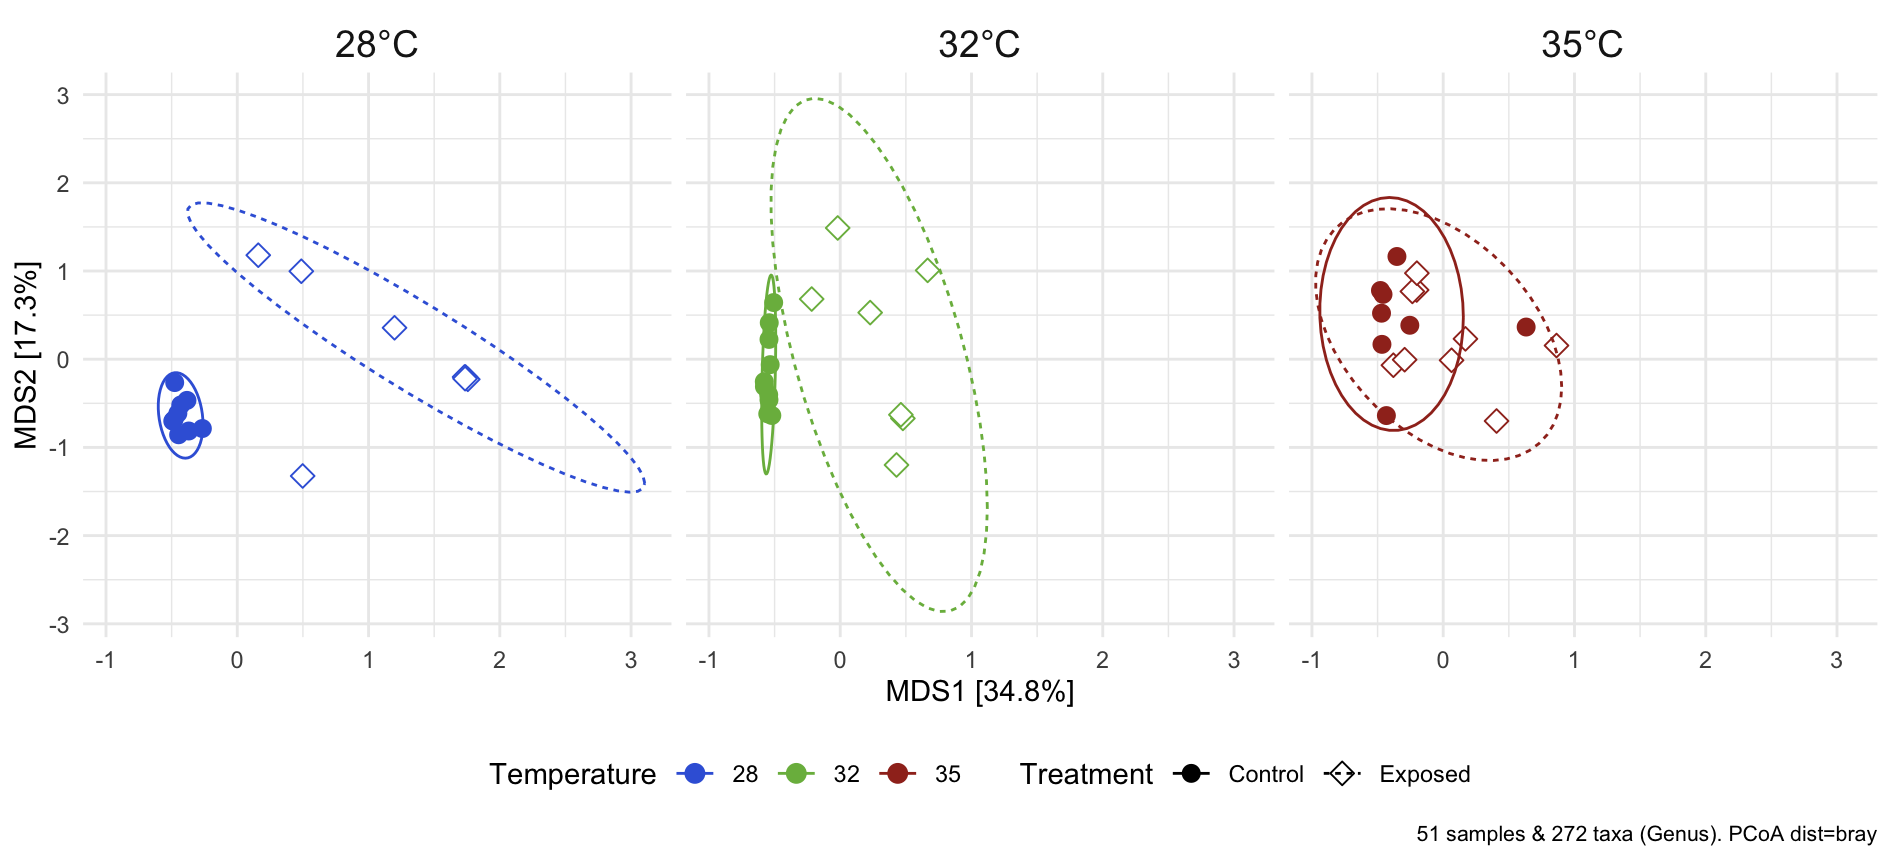 28°C 32°C 35°C
3
2
1
0
-1
-2
-3
MDS2 [17.3%]
-1 0 1 2 3 -1 0 1 2 3 -1 0 1 2 3
MDS1 [34.8%]
Temperature 28 32 35 Treatment Control Exposed
51 samples & 272 taxa (Genus). PCoA dist=bray